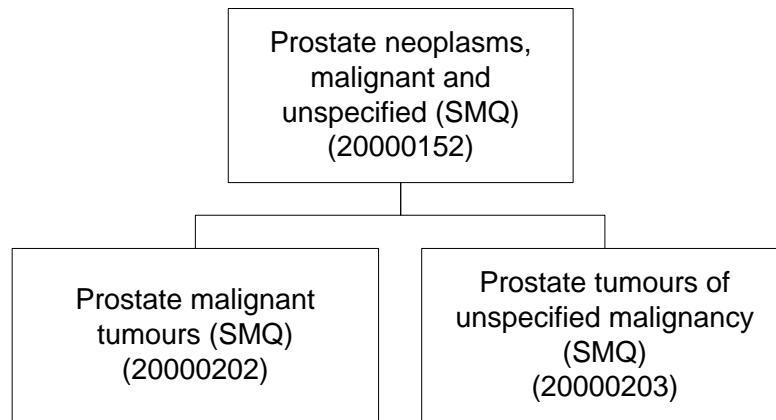 Prostate neoplasms,
malignant and
unspecified (SMQ)
(20000152)
Prostate malignant
tumours (SMQ)
(20000202)
Prostate tumours of
unspecified malignancy
(SMQ)
(20000203)